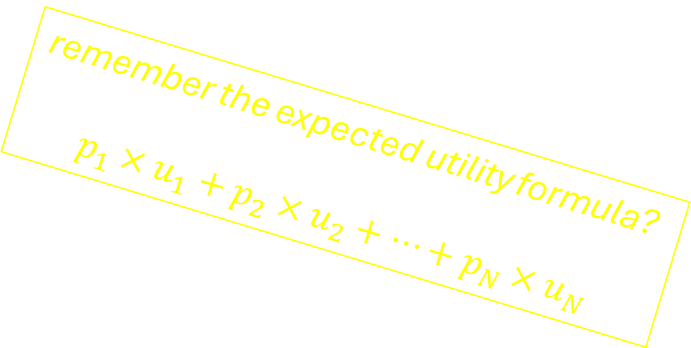 remember the expected utility formula?
p₁ × u₁ + p₂ × u₂ + ⋯ + p_N × u_N